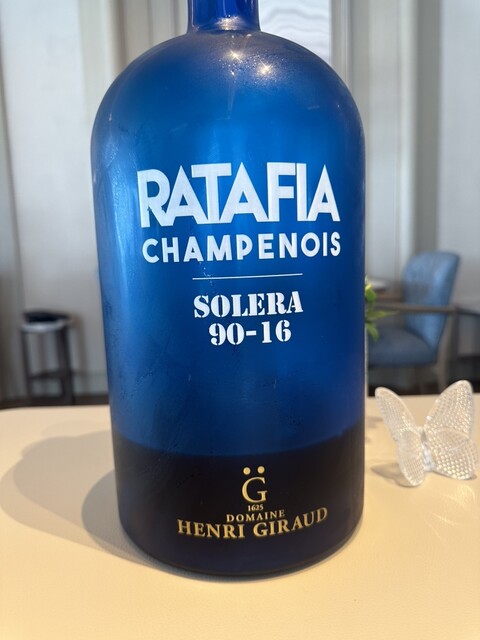 RATAFIA
CHAMPENOIS
SOLERA
90-16
G̈
1625
DOMAINE
HENRI GIRAUD